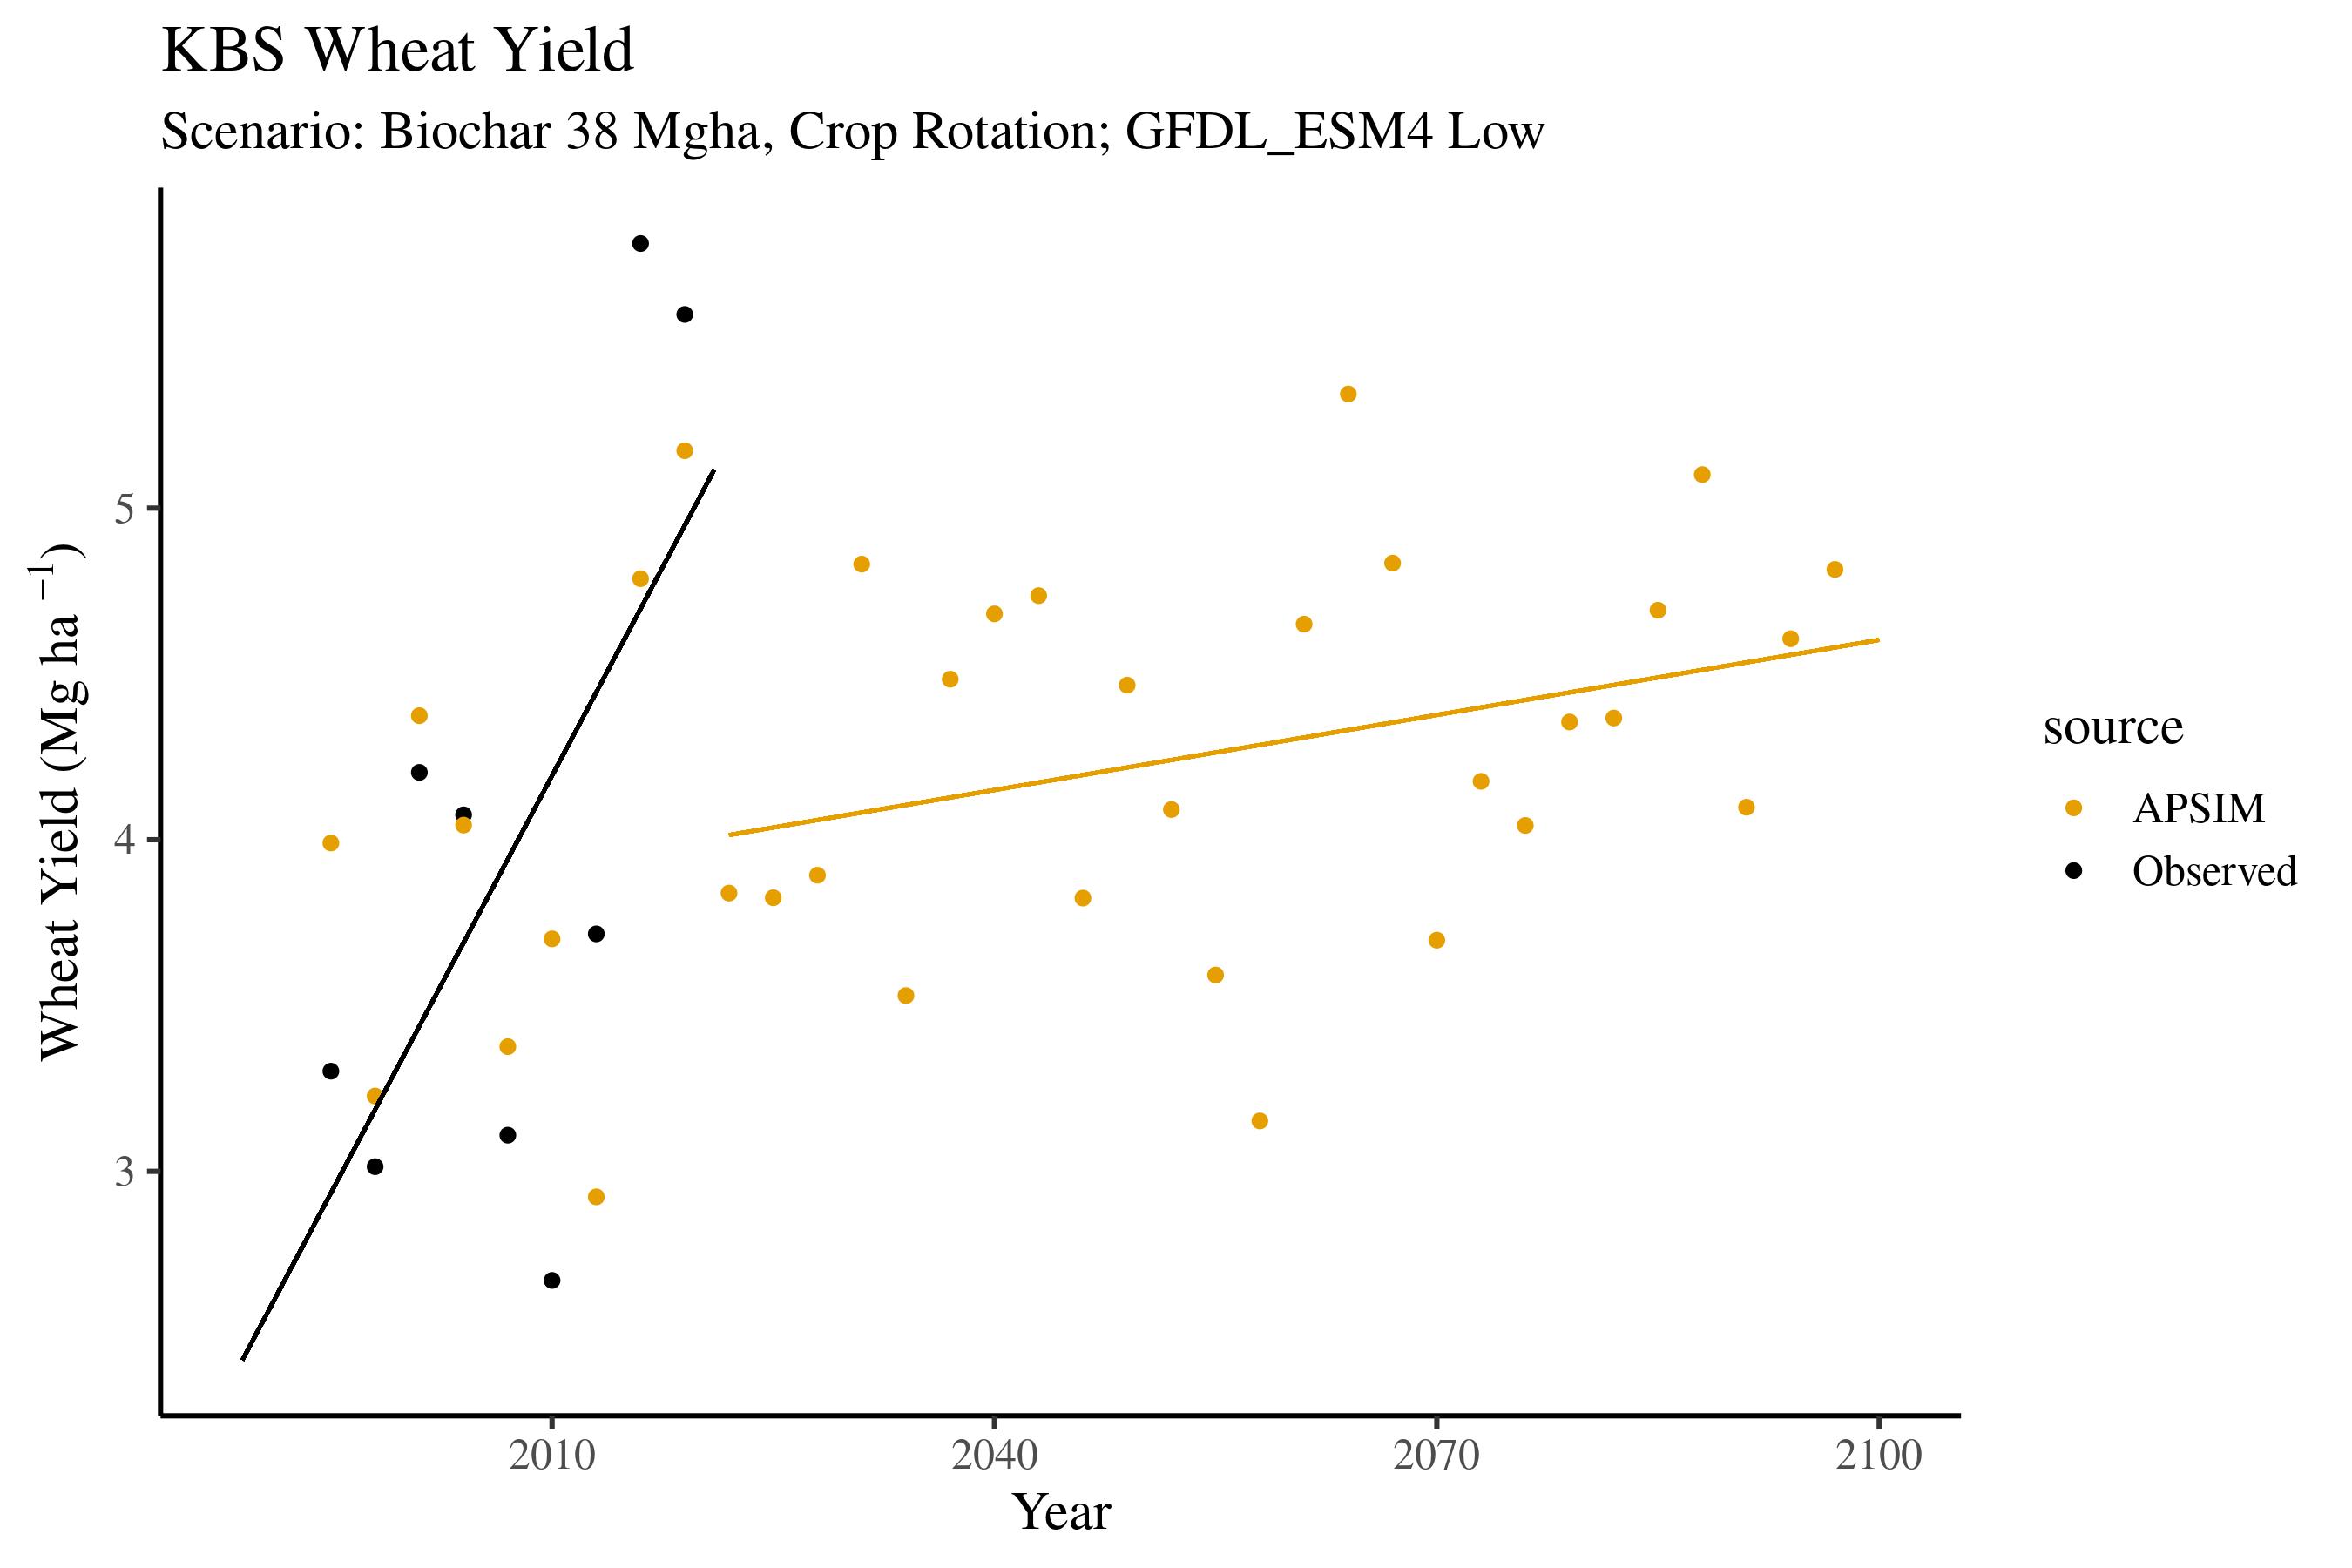 KBS Wheat Yield
Scenario: Biochar 38 Mgha, Crop Rotation; GFDL_ESM4 Low
Wheat Yield (Mg ha⁻¹)
5
4
3
2010
2040
2070
2100
Year
source
APSIM
Observed